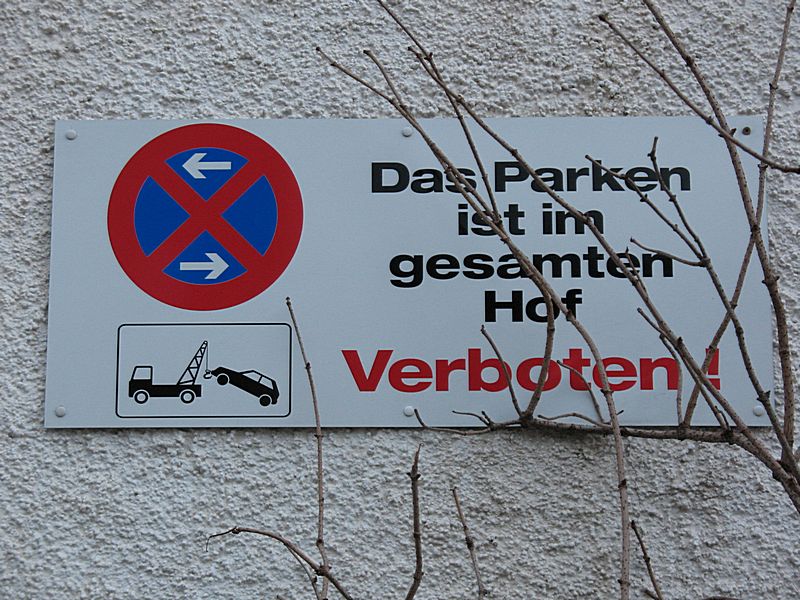 Das Parken
ist im
gesamten
Hof
Verboten!